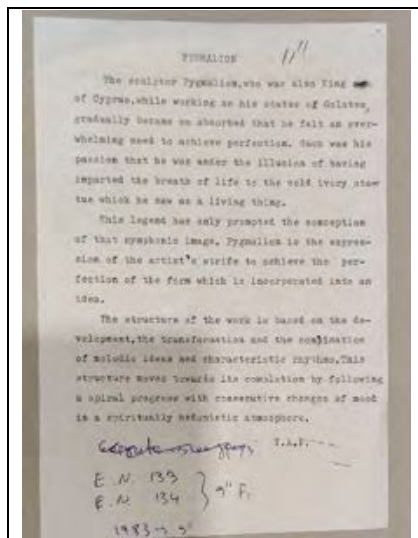 PYGMALION
11"
The sculptor Pygmalion,who was also King
of Cyprus,while working on his statue of Galatea,
gradually became so absorbed that he felt an over-
whelming need to achieve perfection. Such was his
passion that he was under the illusion of having
imparted the breath of life to the cold ivory sta-
tue which he saw as a living thing.
This legend has only prompted the conception
of that symphonic image. Pygmalion is the expres-
sion of the artist's strife to achieve the per-
fection of the form which is incorporated into an
idea.
The structure of the work is based on the de-
velopment,the transformation and the combination
of melodic ideas and characteristic rhythms.This
structure moves towards its completion by following
a spiral progress with consecutive changes of mood
in a spiritually hedonistic atmosphere.
E.N. 133
E.N. 134 } 9" F.
1983